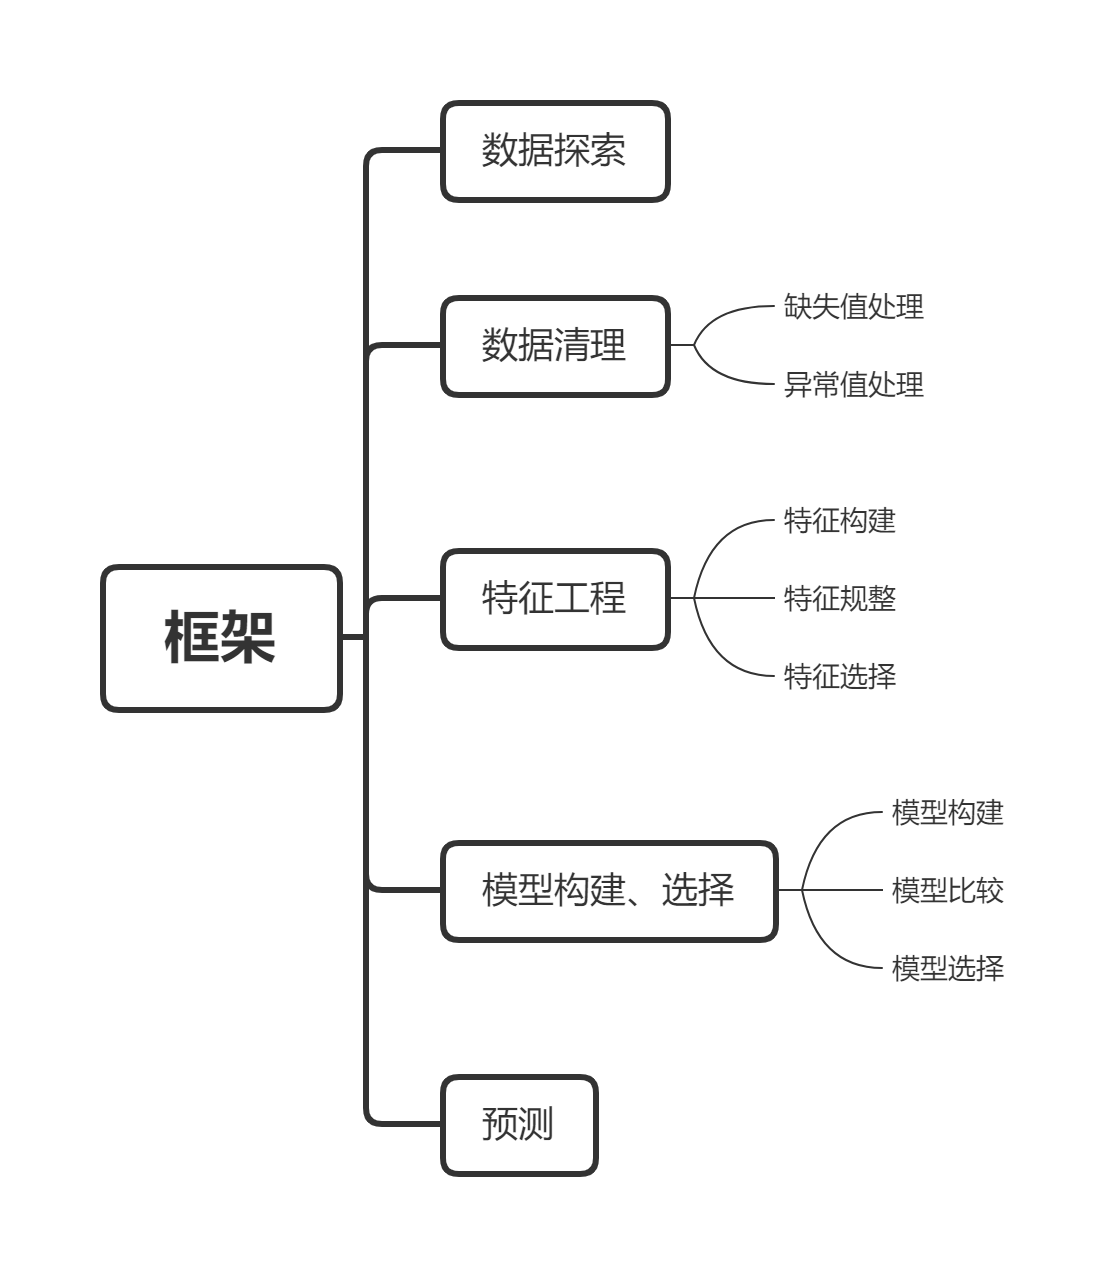 框架
数据探索
数据清理
缺失值处理
异常值处理
特征工程
特征构建
特征规整
特征选择
模型构建、选择
模型构建
模型比较
模型选择
预测